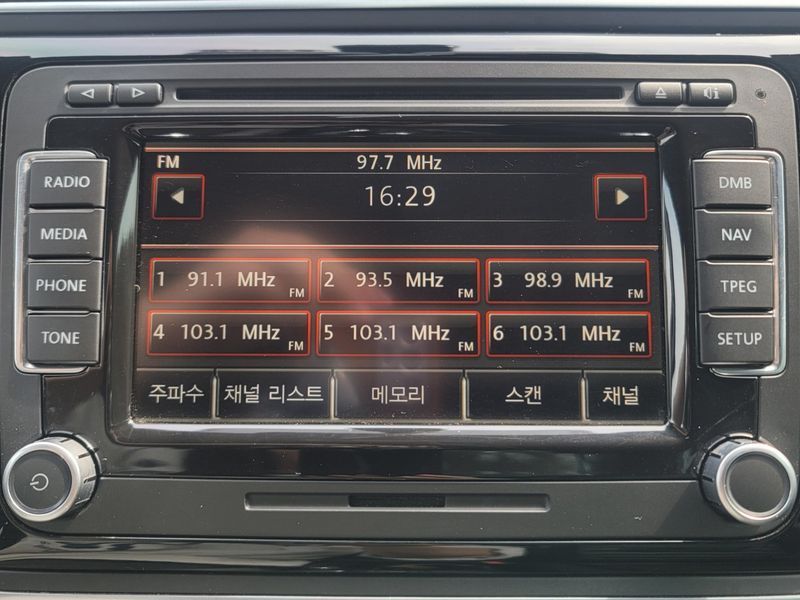 RADIO
MEDIA
PHONE
TONE
FM 97.7 MHz
16:29
1 91.1 MHz FM
2 93.5 MHz FM
3 98.9 MHz FM
4 103.1 MHz FM
5 103.1 MHz FM
6 103.1 MHz FM
주파수 채널 리스트 메모리 스캔 채널
DMB
NAV
TPEG
SETUP